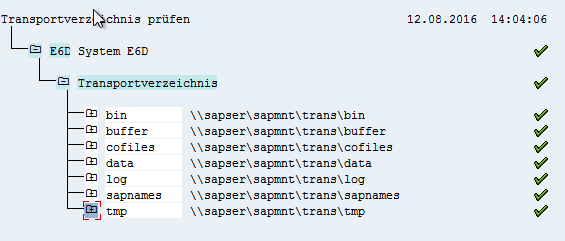 Transportverzeichnis prüfen 12.08.2016 14:04:06
E6D System E6D
Transportverzeichnis
bin \\sapser\sapmnt\trans\bin
buffer \\sapser\sapmnt\trans\buffer
cofiles \\sapser\sapmnt\trans\cofiles
data \\sapser\sapmnt\trans\data
log \\sapser\sapmnt\trans\log
sapnames \\sapser\sapmnt\trans\sapnames
tmp \\sapser\sapmnt\trans\tmp